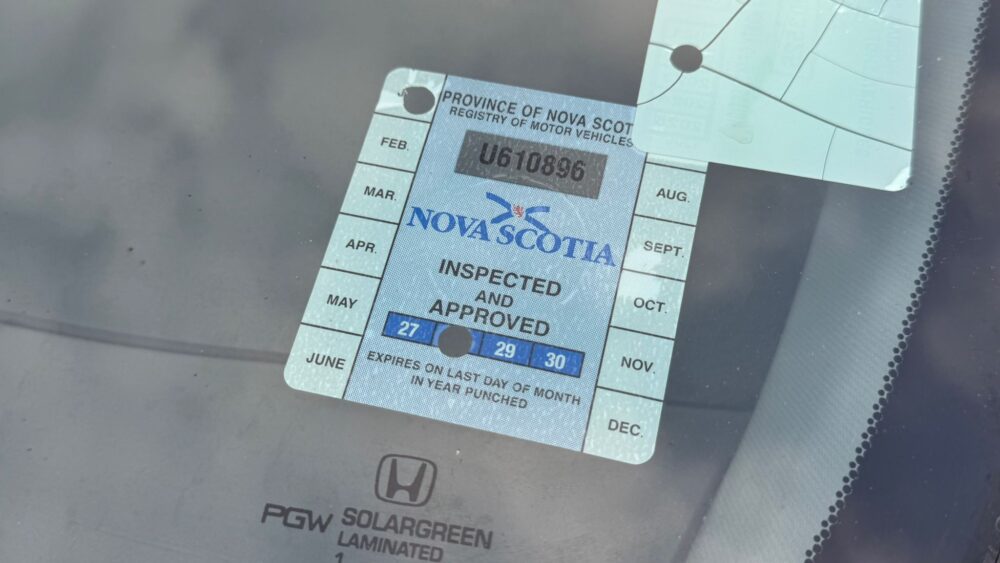 PROVINCE OF NOVA SCOT
REGISTRY OF MOTOR VEHICLES
U610896
NOVA SCOTIA
INSPECTED
AND
APPROVED
27 29 30
EXPIRES ON LAST DAY OF MONTH
IN YEAR PUNCHED
FEB.
MAR.
APR.
MAY
JUNE
AUG.
SEPT.
OCT.
NOV.
DEC.
PGW SOLARGREEN
LAMINATED
1